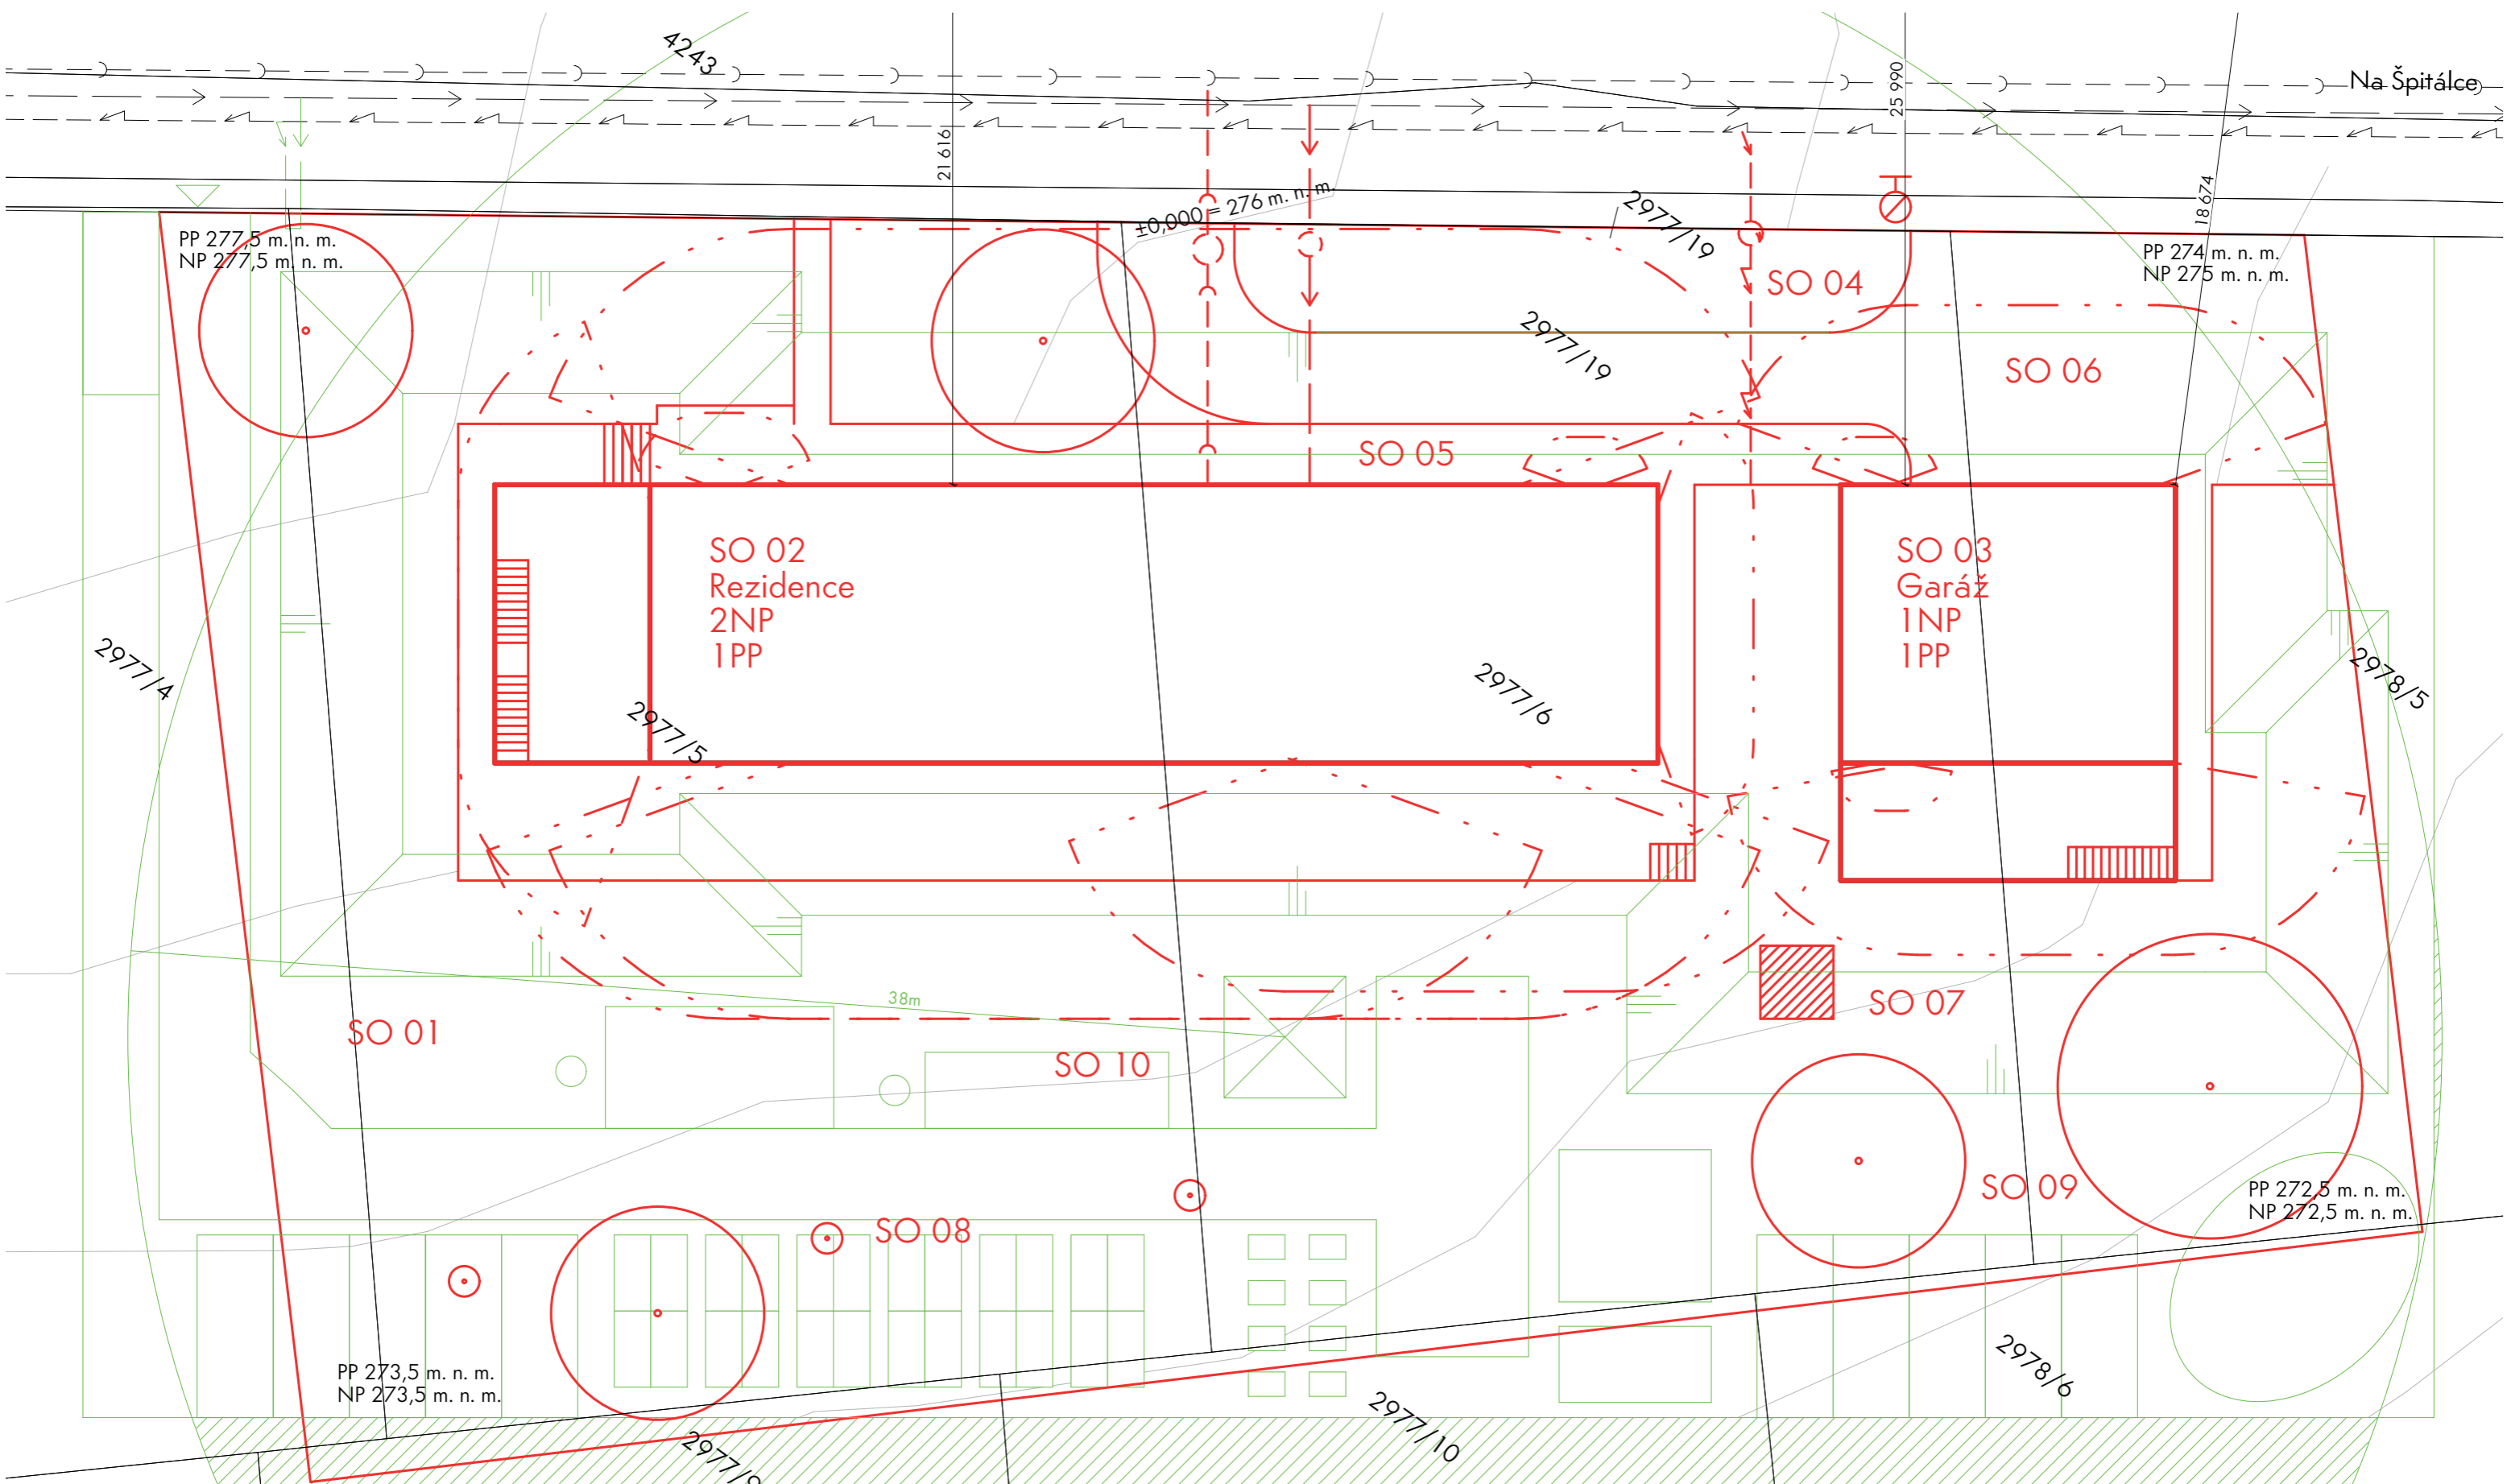 4243
Na Špitálce
25 990
21 616
18 674
±0,000 = 276 m. n. m.
2977/19
PP 277,5 m. n. m.
NP 277,5 m. n. m.
PP 274 m. n. m.
NP 275 m. n. m.
SO 04
2977/19
SO 06
SO 05
SO 02
Rezidence
2NP
1PP
SO 03
Garáž
1NP
1PP
2977/4
2977/5
2977/6
2978/5
38m
SO 01
SO 07
SO 10
SO 09
PP 272,5 m. n. m.
NP 272,5 m. n. m.
SO 08
PP 273,5 m. n. m.
NP 273,5 m. n. m.
2978/6
2977/10
2977/9